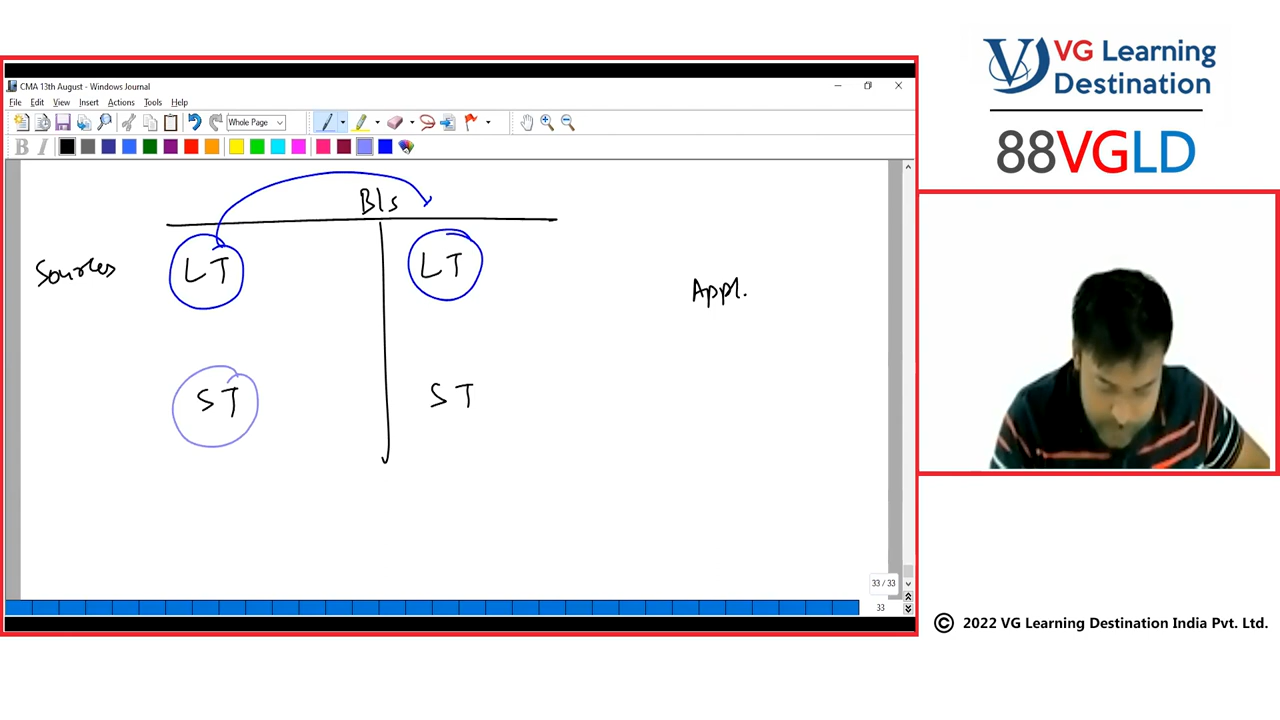 CMA 13th August - Windows Journal
File Edit View Insert Actions Tools Help
Whole Page
B I
B/s
Sources
LT
LT
Appl.
ST
ST
33 / 33
33
VG Learning
Destination
88VGLD
© 2022 VG Learning Destination India Pvt. Ltd.